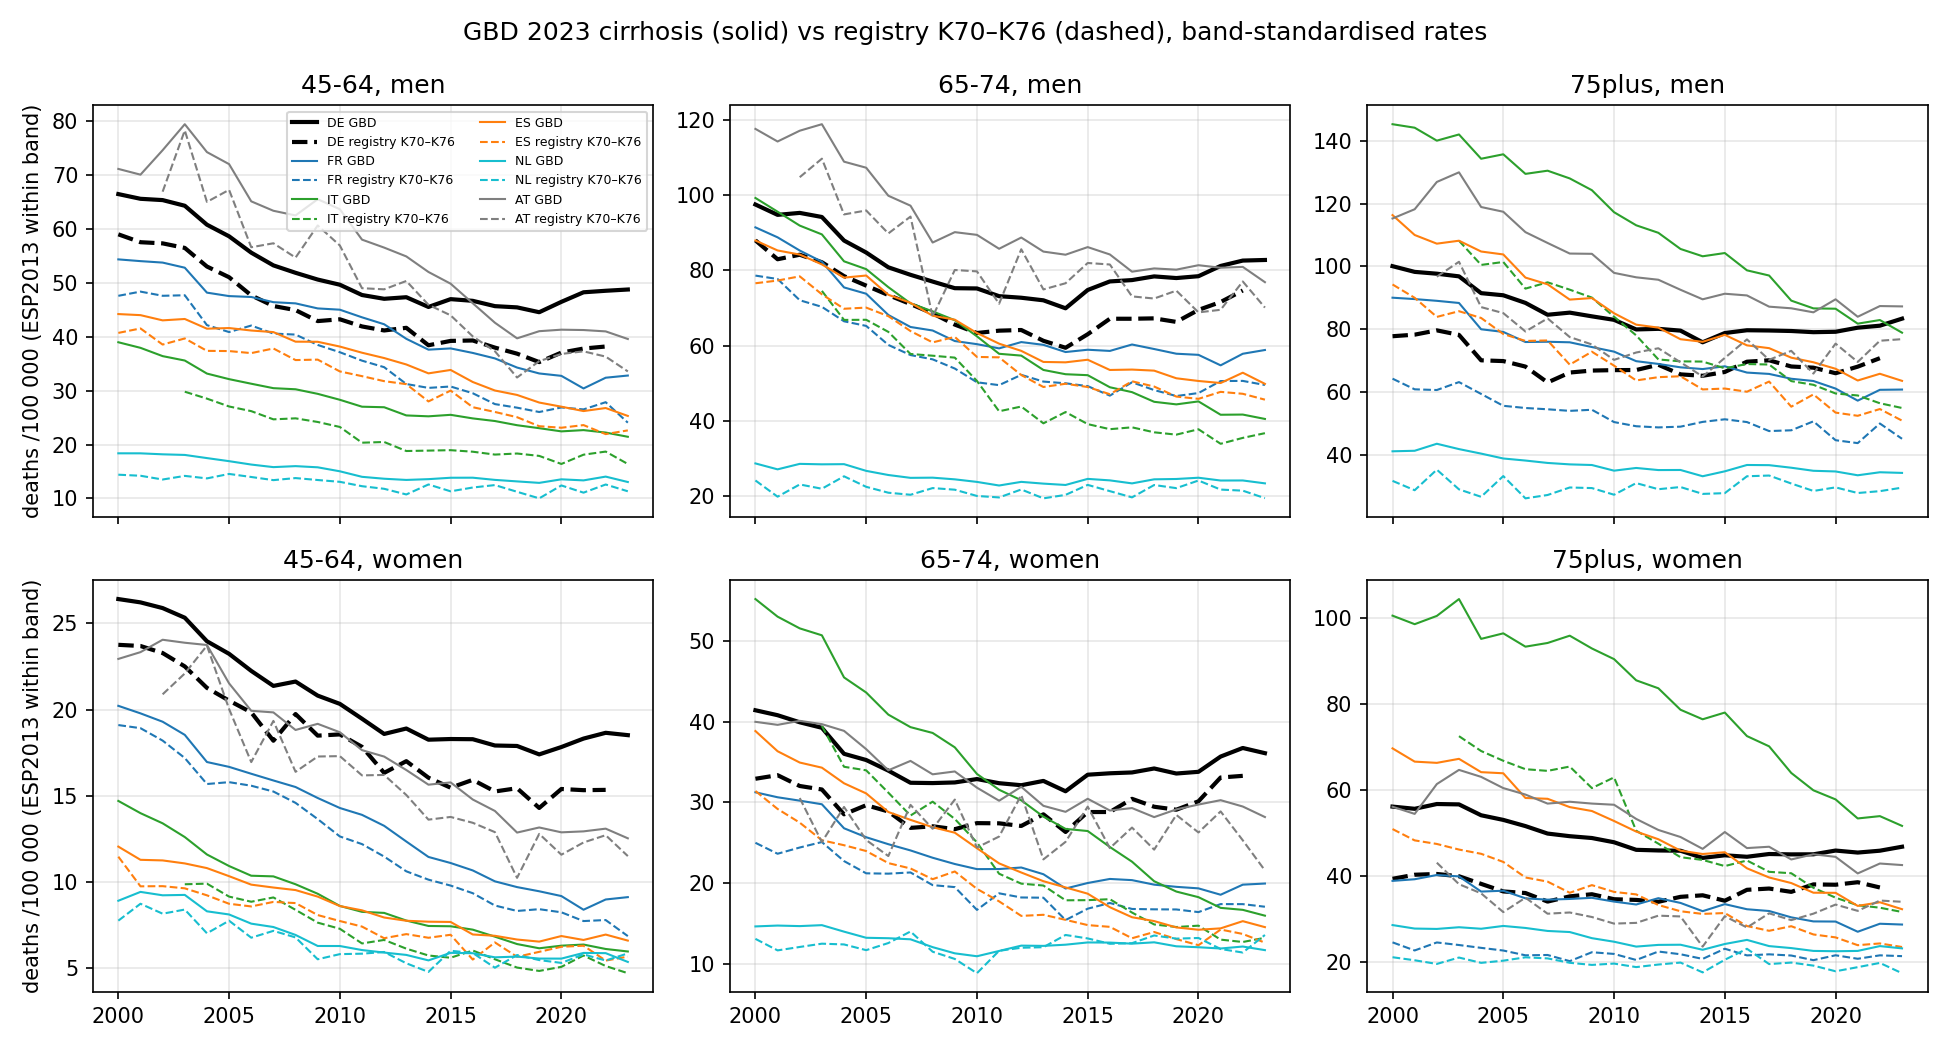 GBD 2023 cirrhosis (solid) vs registry K70–K76 (dashed), band-standardised rates
45-64, men
65-74, men
75plus, men
deaths /100 000 (ESP2013 within band)
80
70
60
50
40
30
20
10
DE GBD
DE registry K70–K76
FR GBD
FR registry K70–K76
IT GBD
IT registry K70–K76
ES GBD
ES registry K70–K76
NL GBD
NL registry K70–K76
AT GBD
AT registry K70–K76
120
100
80
60
40
20
140
120
100
80
60
40
45-64, women
65-74, women
75plus, women
deaths /100 000 (ESP2013 within band)
25
20
15
10
5
2000 2005 2010 2015 2020
50
40
30
20
10
2000 2005 2010 2015 2020
100
80
60
40
20
2000 2005 2010 2015 2020